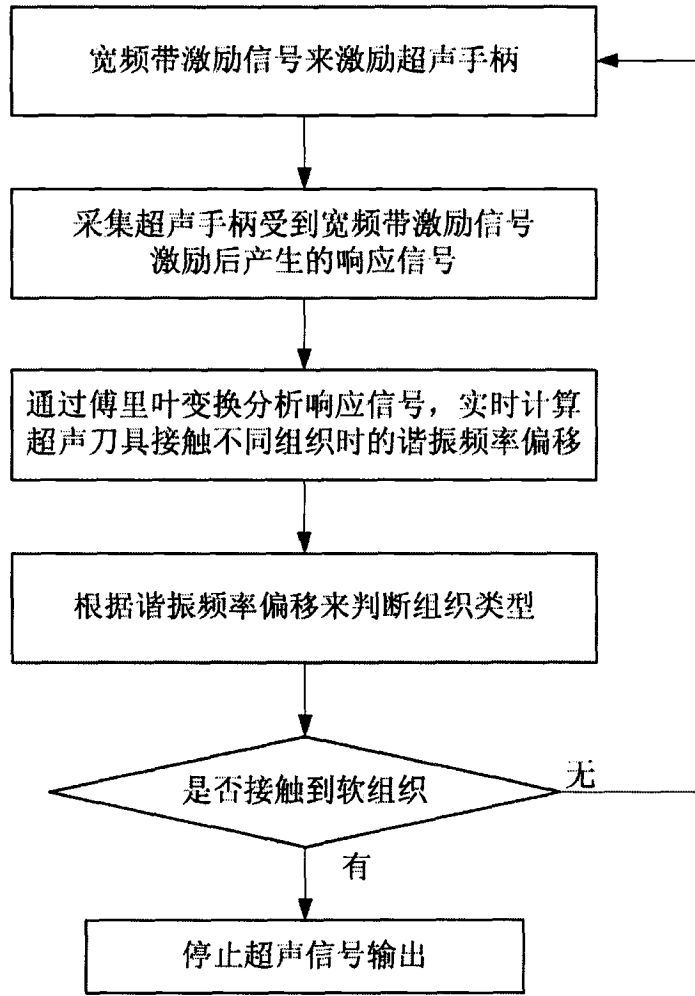 宽频带激励信号来激励超声手柄
采集超声手柄受到宽频带激励信号
激励后产生的响应信号
通过傅里叶变换分析响应信号，实时计算
超声刀具接触不同组织时的谐振频率偏移
根据谐振频率偏移来判断组织类型
是否接触到软组织
无
有
停止超声信号输出